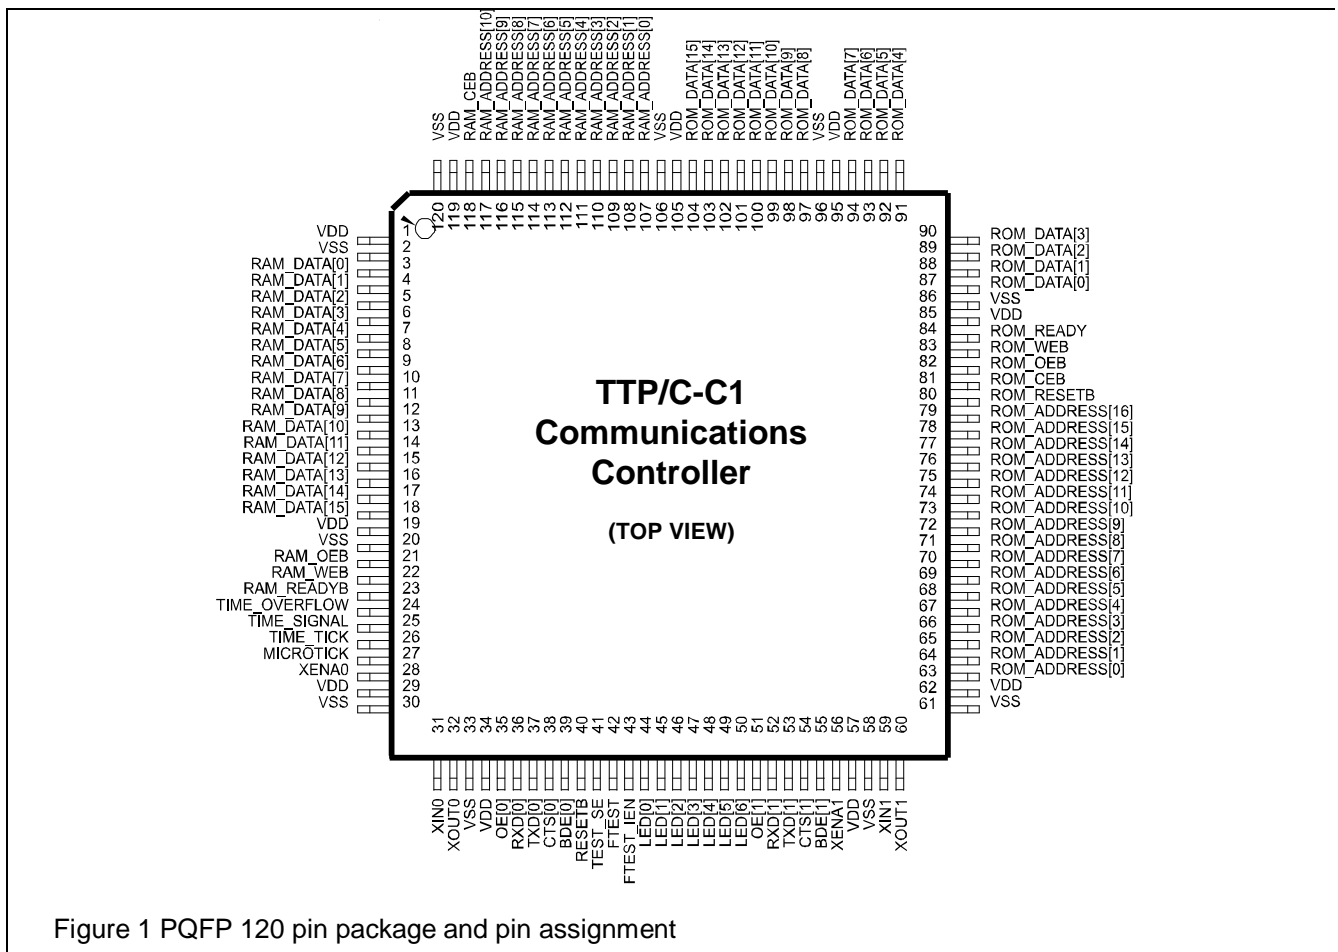 VSS
VDD
RAM_CEB
RAM_ADDRESS[10]
RAM_ADDRESS[9]
RAM_ADDRESS[8]
RAM_ADDRESS[7]
RAM_ADDRESS[6]
RAM_ADDRESS[5]
RAM_ADDRESS[4]
RAM_ADDRESS[3]
RAM_ADDRESS[2]
RAM_ADDRESS[1]
RAM_ADDRESS[0]
VSS
VDD
ROM_DATA[15]
ROM_DATA[14]
ROM_DATA[13]
ROM_DATA[12]
ROM_DATA[11]
ROM_DATA[10]
ROM_DATA[9]
ROM_DATA[8]
VSS
VDD
ROM_DATA[7]
ROM_DATA[6]
ROM_DATA[5]
ROM_DATA[4]
120
119
118
117
116
115
114
113
112
111
110
109
108
107
106
105
104
103
102
101
100
99
98
97
96
95
94
93
92
91
VDD 1
VSS 2
RAM_DATA[0] 3
RAM_DATA[1] 4
RAM_DATA[2] 5
RAM_DATA[3] 6
RAM_DATA[4] 7
RAM_DATA[5] 8
RAM_DATA[6] 9
RAM_DATA[7] 10
RAM_DATA[8] 11
RAM_DATA[9] 12
RAM_DATA[10] 13
RAM_DATA[11] 14
RAM_DATA[12] 15
RAM_DATA[13] 16
RAM_DATA[14] 17
RAM_DATA[15] 18
VDD 19
VSS 20
RAM_OEB 21
RAM_WEB 22
RAM_READYB 23
TIME_OVERFLOW 24
TIME_SIGNAL 25
TIME_TICK 26
MICROTICK 27
XENA0 28
VDD 29
VSS 30
TTP/C-C1
Communications
Controller
(TOP VIEW)
90 ROM_DATA[3]
89 ROM_DATA[2]
88 ROM_DATA[1]
87 ROM_DATA[0]
86 VSS
85 VDD
84 ROM_READY
83 ROM_WEB
82 ROM_OEB
81 ROM_CEB
80 ROM_RESETB
79 ROM_ADDRESS[16]
78 ROM_ADDRESS[15]
77 ROM_ADDRESS[14]
76 ROM_ADDRESS[13]
75 ROM_ADDRESS[12]
74 ROM_ADDRESS[11]
73 ROM_ADDRESS[10]
72 ROM_ADDRESS[9]
71 ROM_ADDRESS[8]
70 ROM_ADDRESS[7]
69 ROM_ADDRESS[6]
68 ROM_ADDRESS[5]
67 ROM_ADDRESS[4]
66 ROM_ADDRESS[3]
65 ROM_ADDRESS[2]
64 ROM_ADDRESS[1]
63 ROM_ADDRESS[0]
62 VDD
61 VSS
31
32
33
34
35
36
37
38
39
40
41
42
43
44
45
46
47
48
49
50
51
52
53
54
55
56
57
58
59
60
XIN0
XOUT0
VSS
VDD
OE[0]
RXD[0]
TXD[0]
CTS[0]
BDE[0]
RESETB
TEST_SE
FTEST
FTEST_IEN
LED[0]
LED[1]
LED[2]
LED[3]
LED[4]
LED[5]
LED[6]
OE[1]
RXD[1]
TXD[1]
CTS[1]
BDE[1]
XENA1
VDD
VSS
XIN1
XOUT1
Figure 1 PQFP 120 pin package and pin assignment